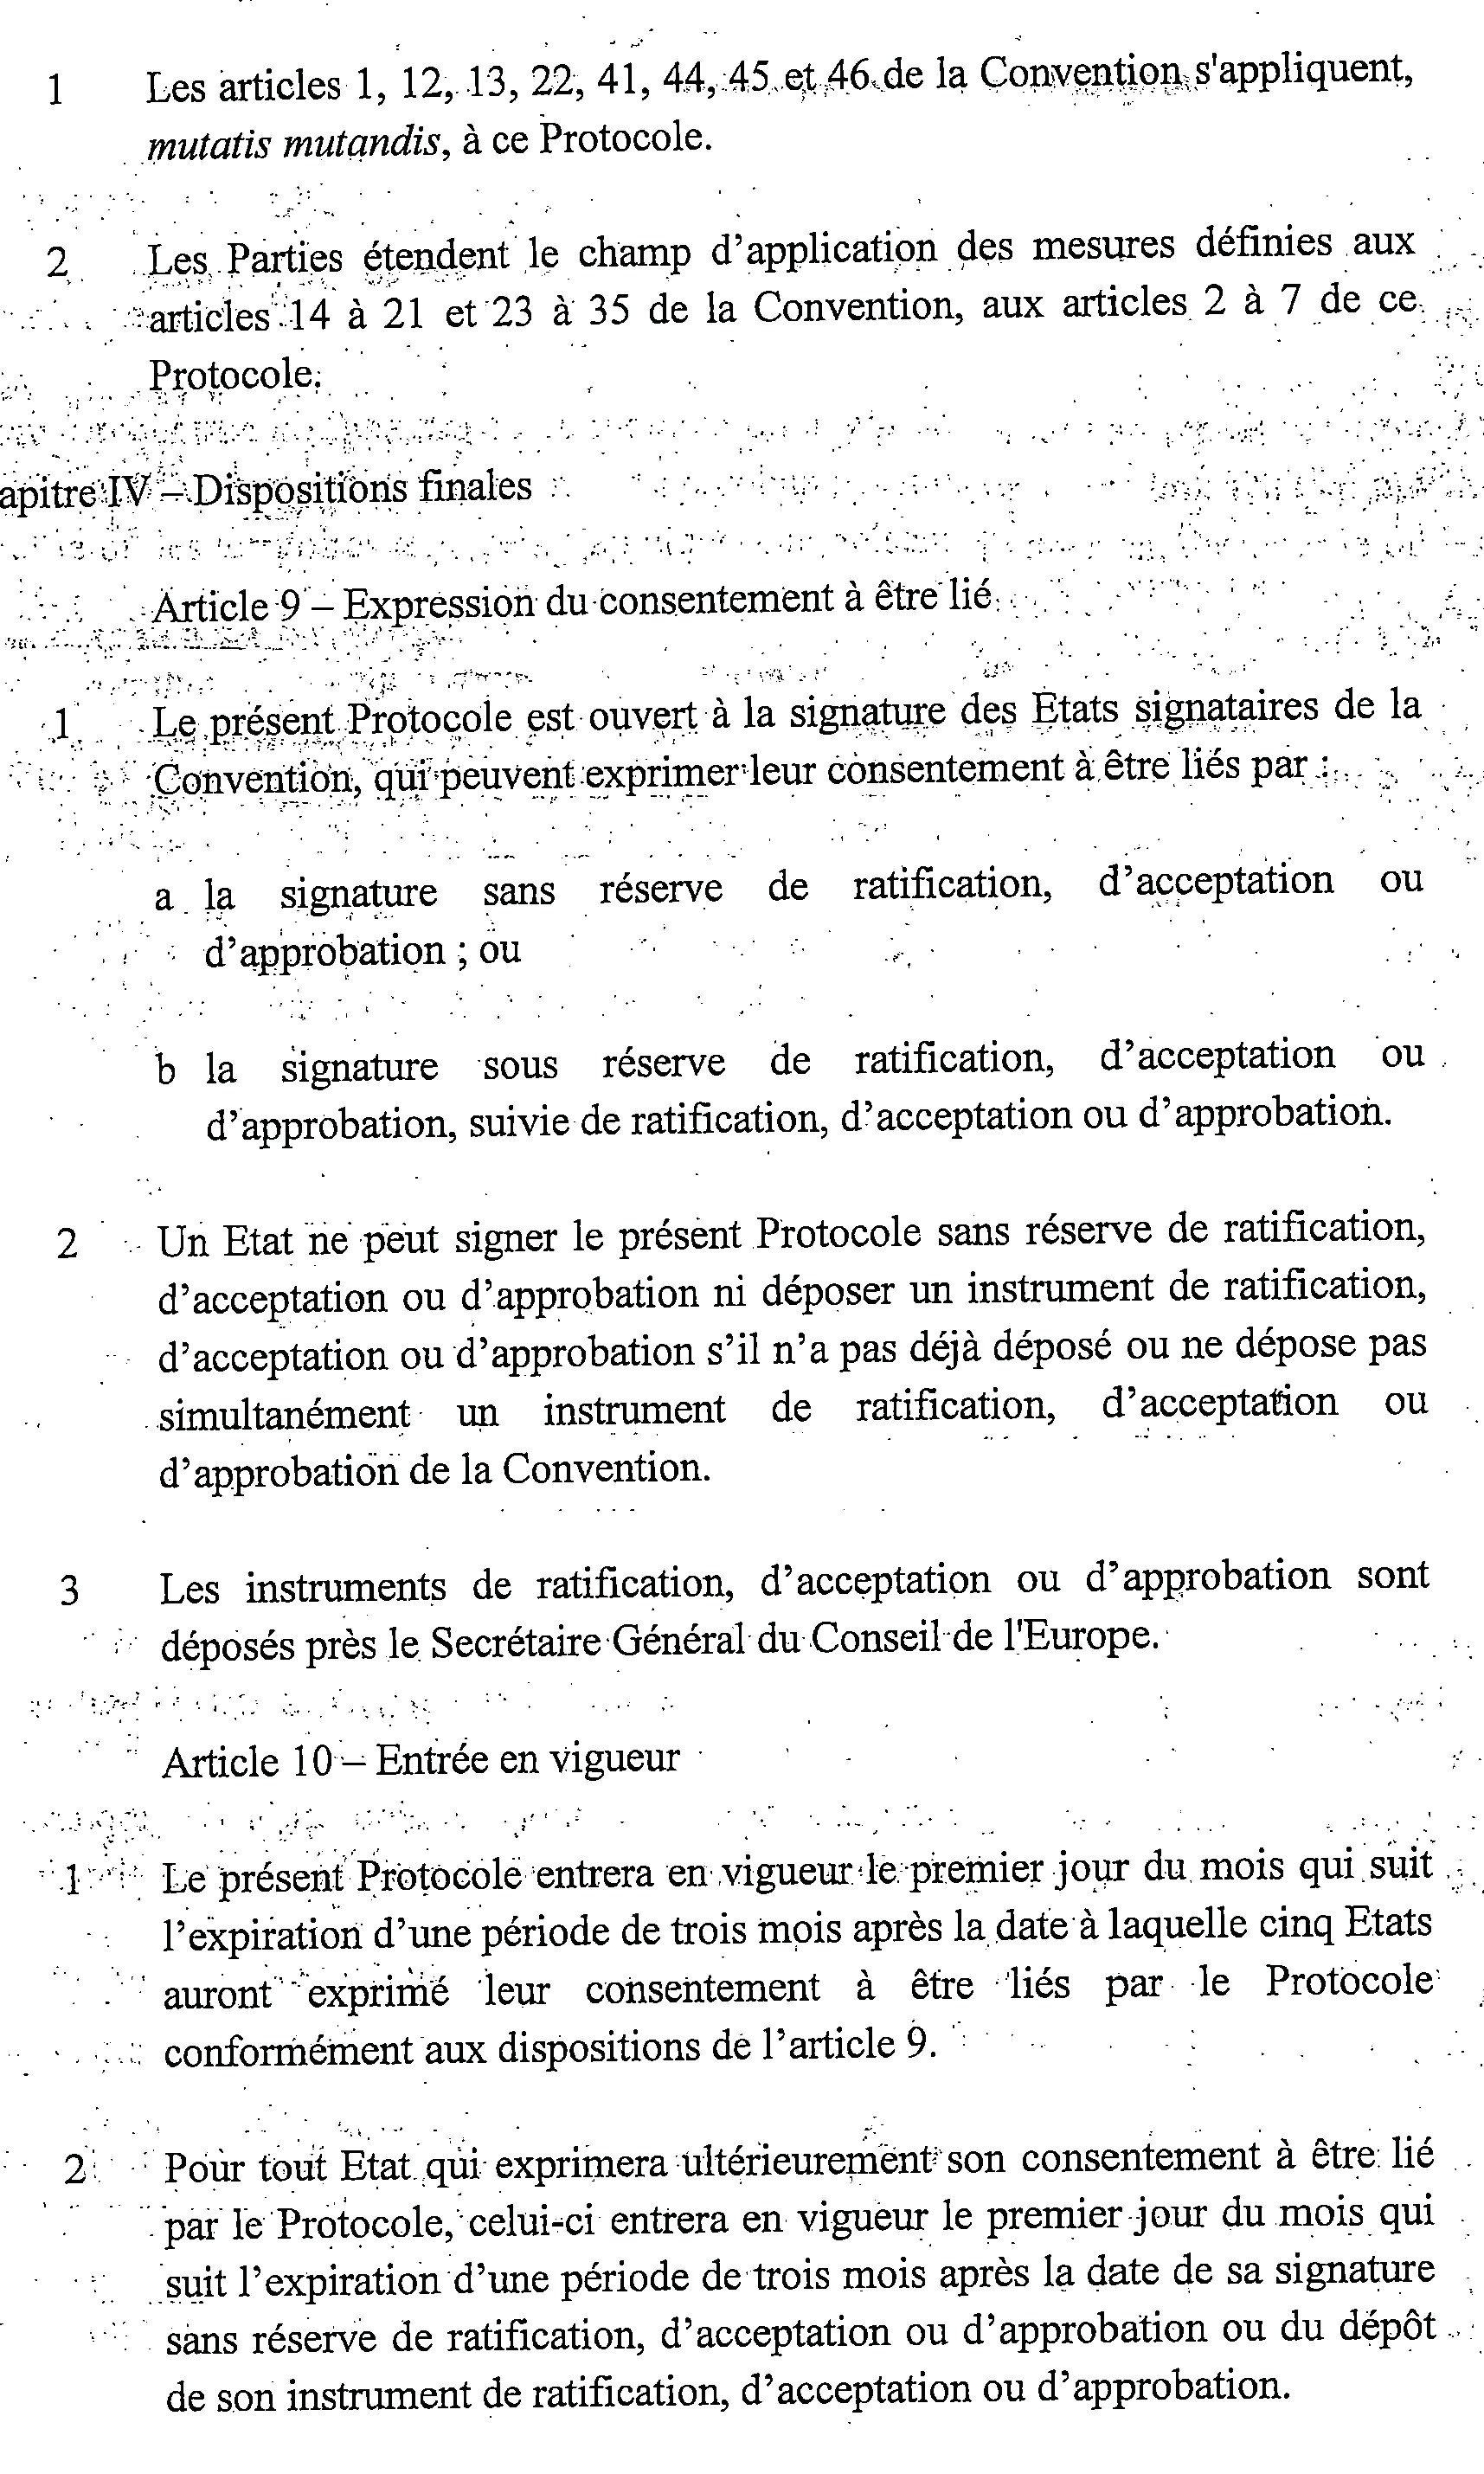 1 Les articles 1, 12, 13, 22, 41, 44, 45 et 46 de la Convention s'appliquent,
mutatis mutandis, à ce Protocole.
2 Les Parties étendent le champ d'application des mesures définies aux
articles 14 à 21 et 23 à 35 de la Convention, aux articles 2 à 7 de ce
Protocole.
apitre IV – Dispositions finales
Article 9 – Expression du consentement à être lié
1 Le présent Protocole est ouvert à la signature des Etats signataires de la
Convention, qui peuvent exprimer leur consentement à être liés par :
a la signature sans réserve de ratification, d'acceptation ou
d'approbation ; ou
b la signature sous réserve de ratification, d'acceptation ou
d'approbation, suivie de ratification, d'acceptation ou d'approbation.
2 Un Etat ne peut signer le présent Protocole sans réserve de ratification,
d'acceptation ou d'approbation ni déposer un instrument de ratification,
d'acceptation ou d'approbation s'il n'a pas déjà déposé ou ne dépose pas
simultanément un instrument de ratification, d'acceptation ou
d'approbation de la Convention.
3 Les instruments de ratification, d'acceptation ou d'approbation sont
déposés près le Secrétaire Général du Conseil de l'Europe.
Article 10 – Entrée en vigueur
1 Le présent Protocole entrera en vigueur le premier jour du mois qui suit
l'expiration d'une période de trois mois après la date à laquelle cinq Etats
auront exprimé leur consentement à être liés par le Protocole
conformément aux dispositions de l'article 9.
2 Pour tout Etat qui exprimera ultérieurement son consentement à être lié
par le Protocole, celui-ci entrera en vigueur le premier jour du mois qui
suit l'expiration d'une période de trois mois après la date de sa signature
sans réserve de ratification, d'acceptation ou d'approbation ou du dépôt
de son instrument de ratification, d'acceptation ou d'approbation.